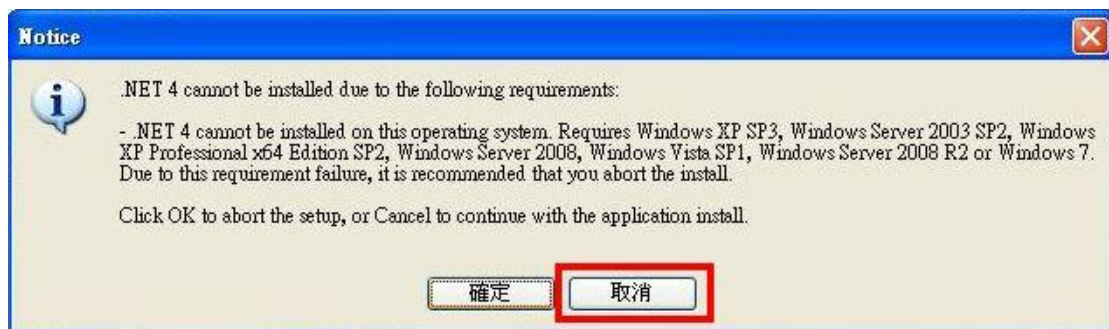 Notice
.NET 4 cannot be installed due to the following requirements:
- .NET 4 cannot be installed on this operating system. Requires Windows XP SP3, Windows Server 2003 SP2, Windows
XP Professional x64 Edition SP2, Windows Server 2008, Windows Vista SP1, Windows Server 2008 R2 or Windows 7.
Due to this requirement failure, it is recommended that you abort the install.
Click OK to abort the setup, or Cancel to continue with the application install.
確定 取消